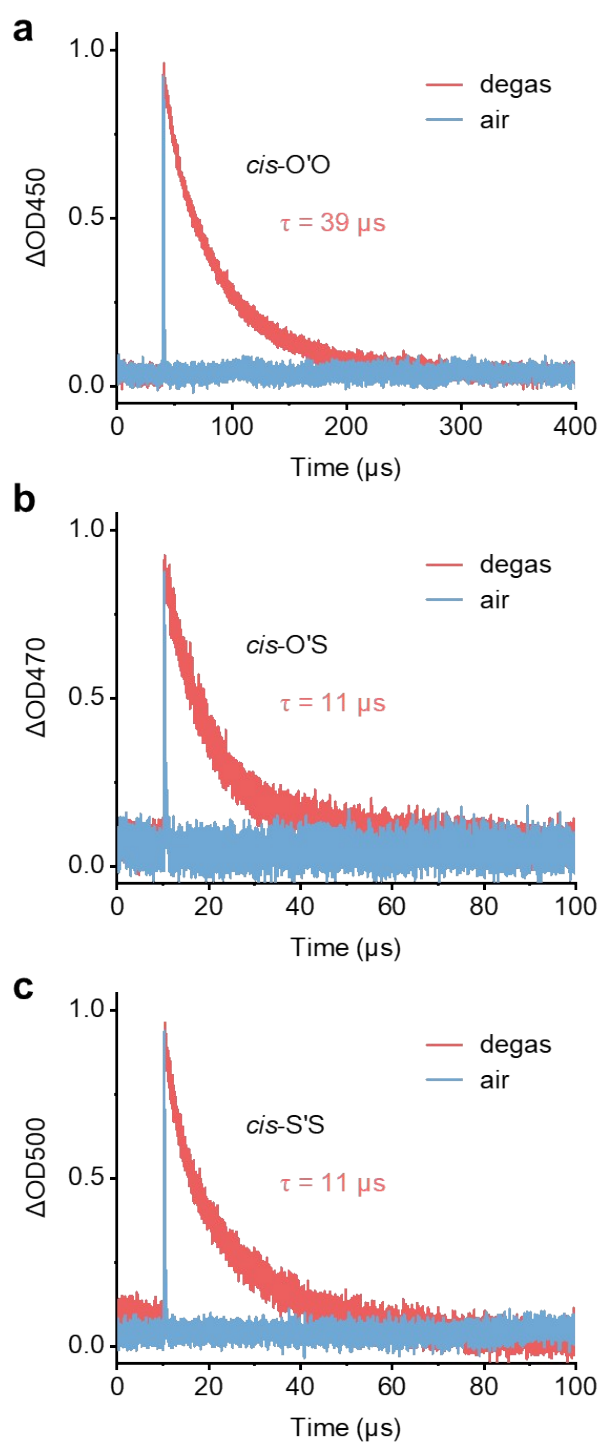 a
1.0
degas
air
cis-O'O
τ = 39 µs
0.5
ΔOD450
0.0
0 100 200 300 400
Time (µs)
b
1.0
degas
air
cis-O'S
τ = 11 µs
0.5
ΔOD470
0.0
0 20 40 60 80 100
Time (µs)
c
1.0
degas
air
cis-S'S
τ = 11 µs
0.5
ΔOD500
0.0
0 20 40 60 80 100
Time (µs)